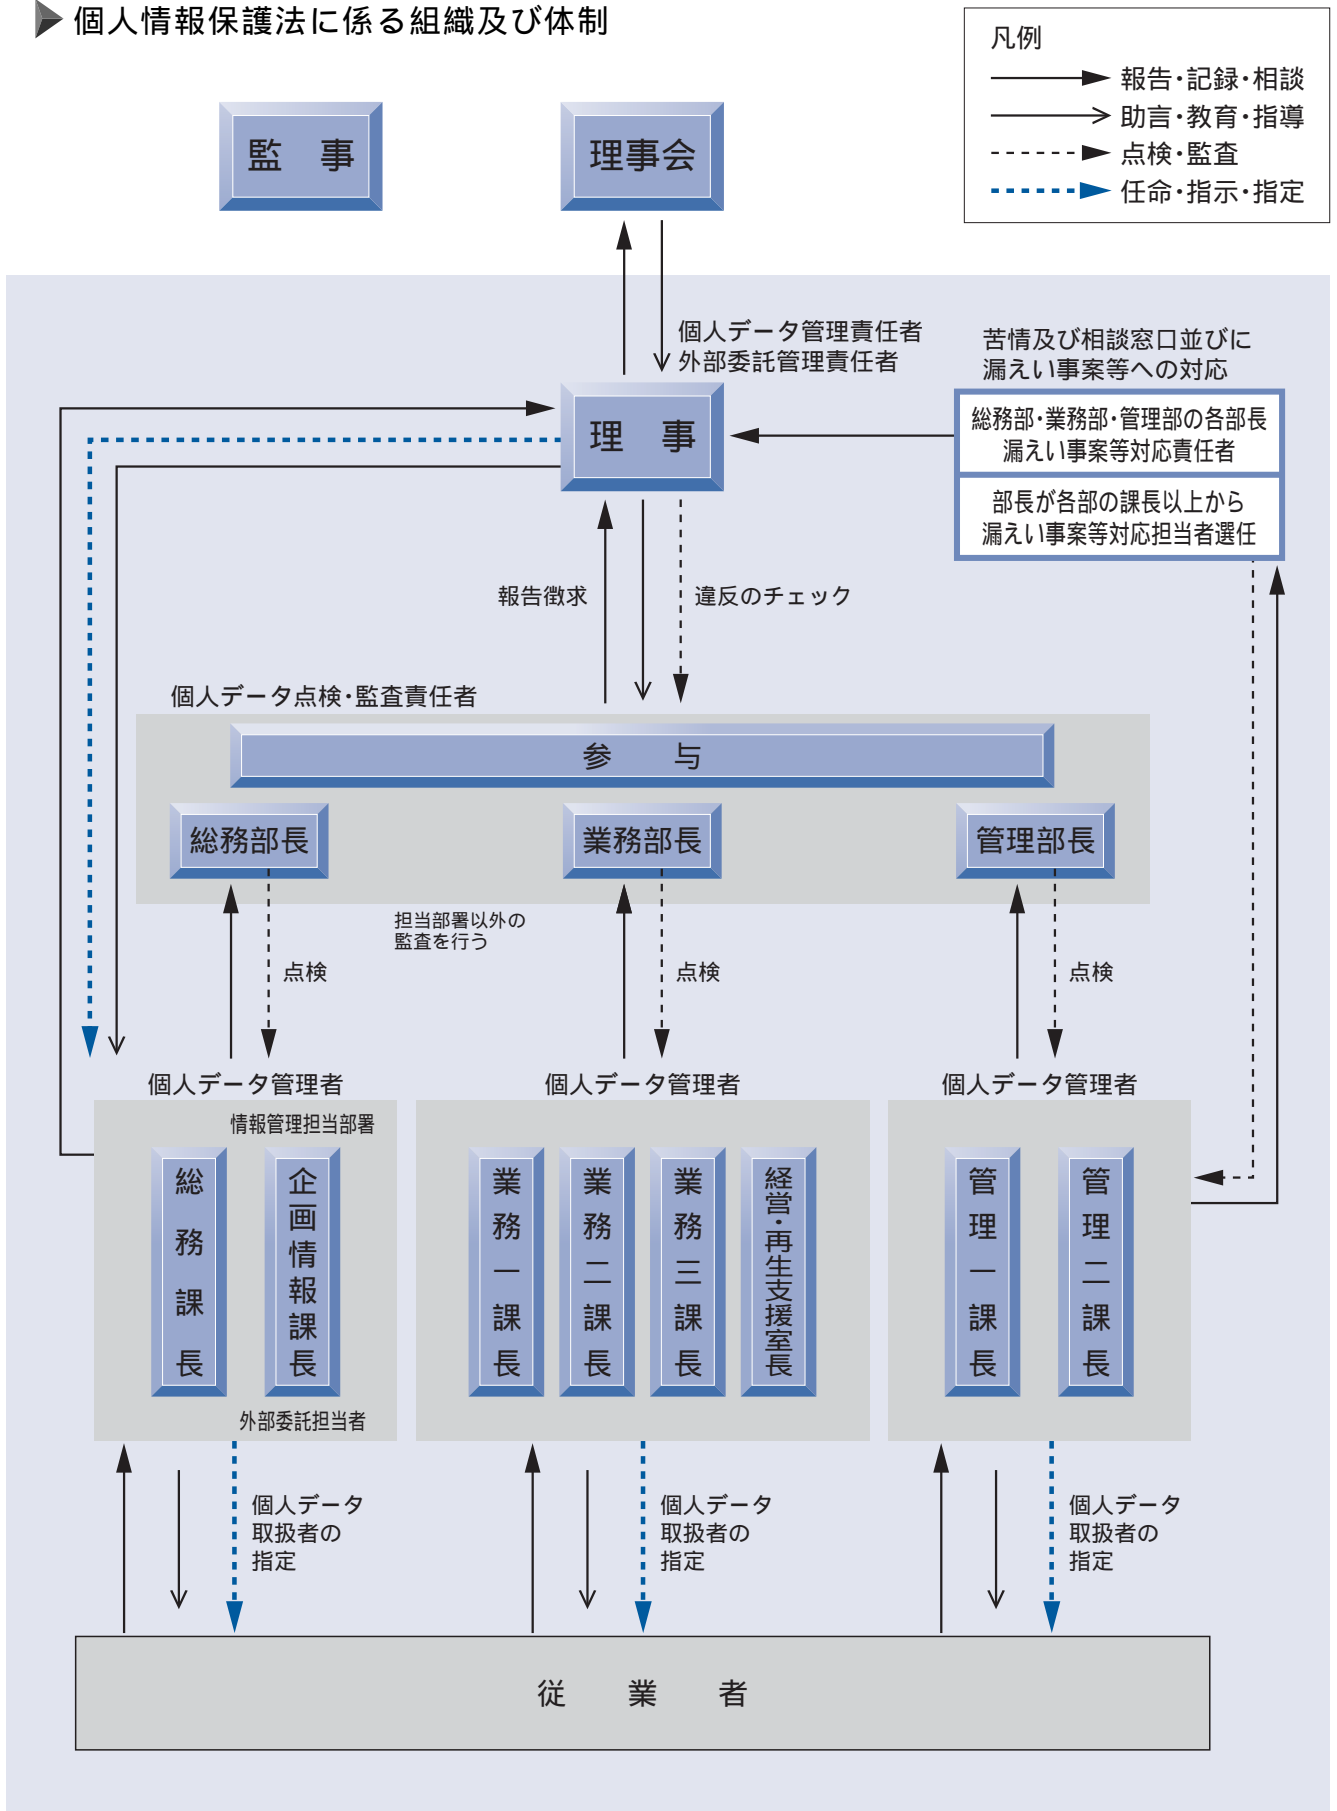 個人情報保護法に係る組織及び体制
凡例
報告・記録・相談
助言・教育・指導
点検・監査
任命・指示・指定
監　事
理事会
個人データ管理責任者
外部委託管理責任者
苦情及び相談窓口並びに
漏えい事案等への対応
理　事
総務部・業務部・管理部の各部長
漏えい事案等対応責任者
部長が各部の課長以上から
漏えい事案等対応担当者選任
報告徴求
違反のチェック
個人データ点検・監査責任者
参　与
総務部長
業務部長
管理部長
担当部署以外の
監査を行う
点検
点検
点検
個人データ管理者
個人データ管理者
個人データ管理者
情報管理担当部署
総務課長
企画情報課長
業務一課長
業務二課長
業務三課長
経営・再生支援室長
管理一課長
管理二課長
外部委託担当者
個人データ
取扱者の
指定
個人データ
取扱者の
指定
個人データ
取扱者の
指定
従　業　者